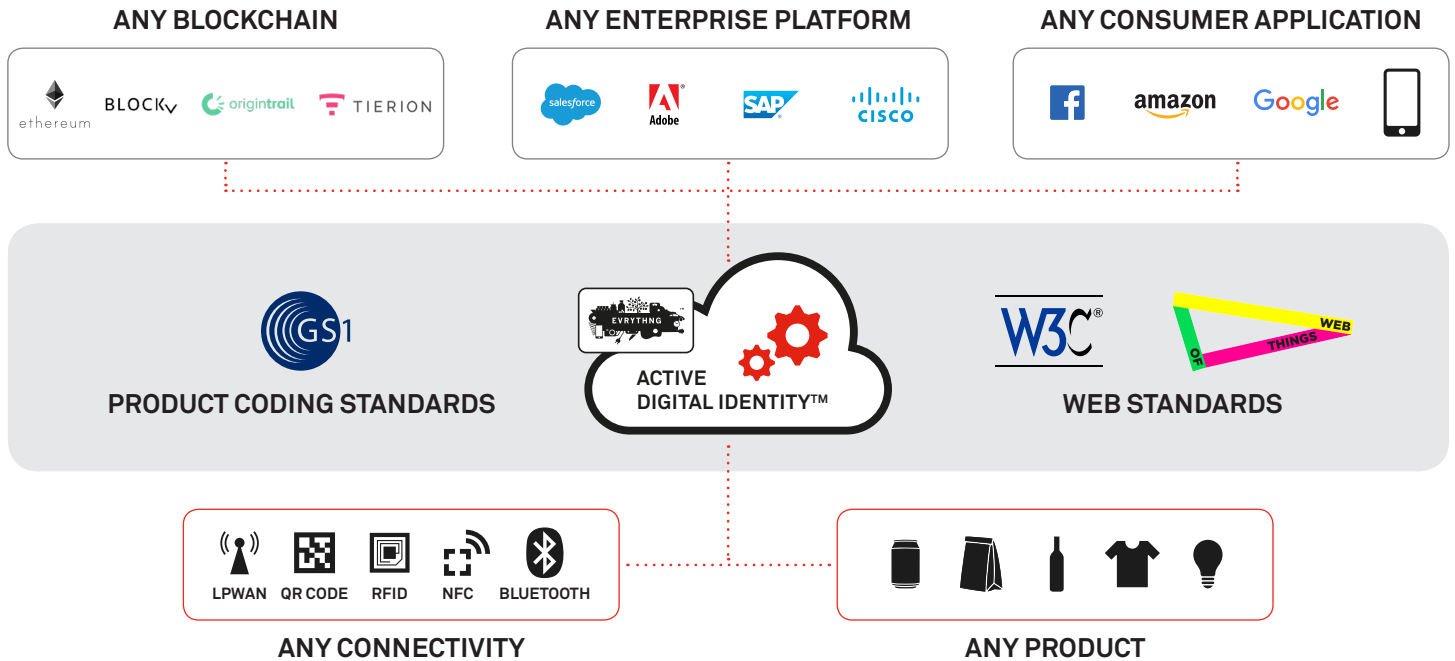 ANY BLOCKCHAIN
ANY ENTERPRISE PLATFORM
ANY CONSUMER APPLICATION
ethereum
BLOCKv
origintrail
TIERION
salesforce
Adobe®
SAP®
CISCO
amazon
Google
GS1
EVRYTHNG™
ACTIVE
DIGITAL IDENTITY™
W3C®
WEB
OF
THINGS
PRODUCT CODING STANDARDS
WEB STANDARDS
LPWAN
QR CODE
RFID
NFC
BLUETOOTH
ANY CONNECTIVITY
ANY PRODUCT